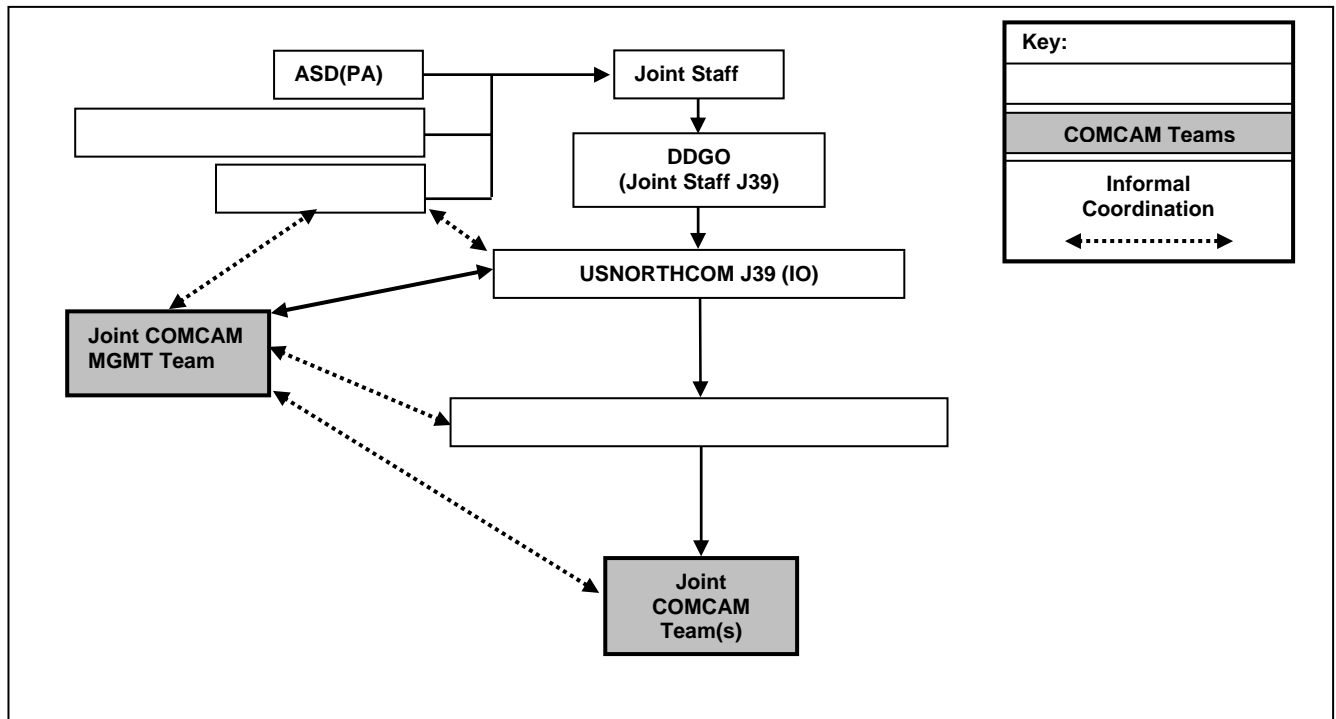 ASD(PA)
Joint Staff
Key:
COMCAM Teams
DDGO
(Joint Staff J39)
Informal
Coordination
USNORTHCOM J39 (IO)
Joint COMCAM
MGMT Team
Joint
COMCAM
Team(s)